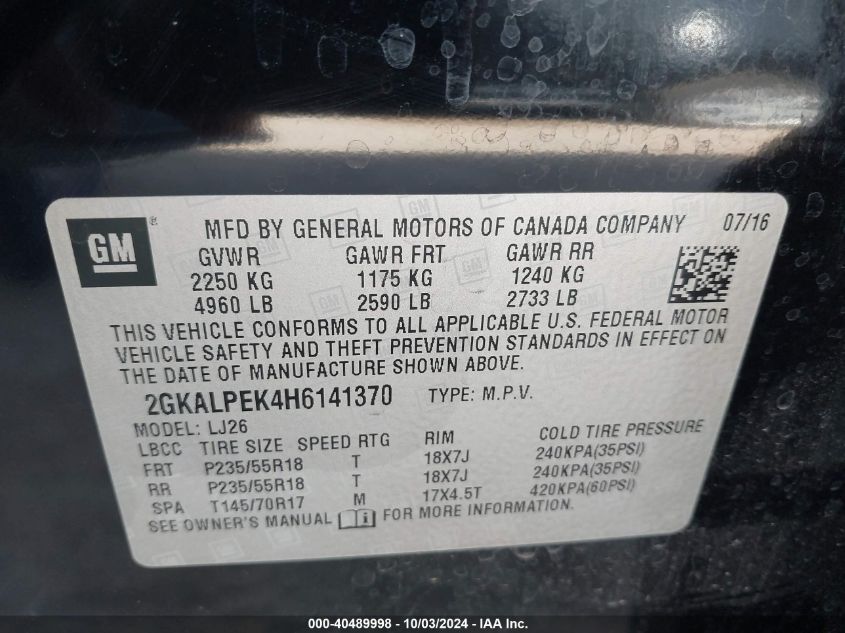 GM ®
MFD BY GENERAL MOTORS OF CANADA COMPANY 07/16
GVWR GAWR FRT GAWR RR
2250 KG 1175 KG 1240 KG
4960 LB 2590 LB 2733 LB
THIS VEHICLE CONFORMS TO ALL APPLICABLE U.S. FEDERAL MOTOR
VEHICLE SAFETY AND THEFT PREVENTION STANDARDS IN EFFECT ON
THE DATE OF MANUFACTURE SHOWN ABOVE.
2GKALPEK4H6141370 TYPE: M.P.V.
MODEL: LJ26
LBCC TIRE SIZE SPEED RTG RIM COLD TIRE PRESSURE
FRT P235/55R18 T 18X7J 240KPA(35PSI)
RR P235/55R18 T 18X7J 240KPA(35PSI)
SPA T145/70R17 M 17X4.5T 420KPA(60PSI)
SEE OWNER'S MANUAL FOR MORE INFORMATION.
000-40489998 - 10/03/2024 - IAA Inc.